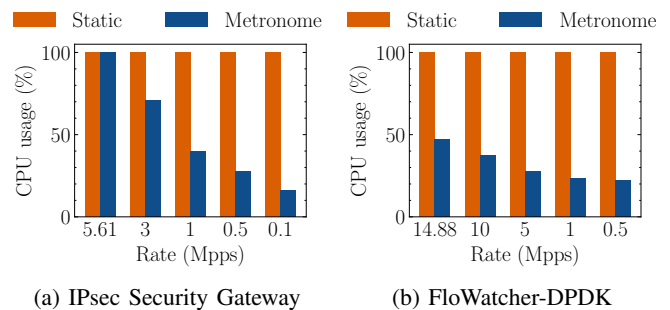 Static Metronome
100
50
0
CPU usage (%)
5.61 3 1 0.5 0.1
Rate (Mpps)
(a) IPsec Security Gateway
Static Metronome
100
50
0
CPU usage (%)
14.88 10 5 1 0.5
Rate (Mpps)
(b) FloWatcher-DPDK